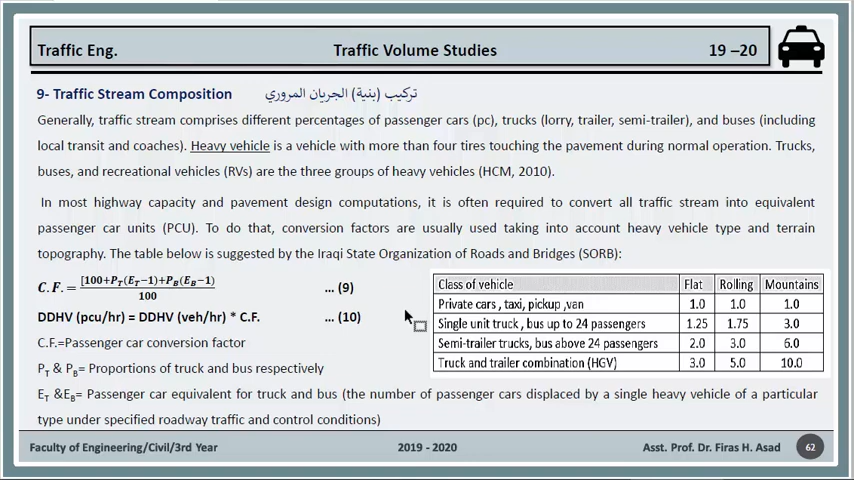 Traffic Eng. Traffic Volume Studies 19 –20
9- Traffic Stream Composition تركيب (بنية) الجريان المروري
Generally, traffic stream comprises different percentages of passenger cars (pc), trucks (lorry, trailer, semi-trailer), and buses (including
local transit and coaches). Heavy vehicle is a vehicle with more than four tires touching the pavement during normal operation. Trucks,
buses, and recreational vehicles (RVs) are the three groups of heavy vehicles (HCM, 2010).
In most highway capacity and pavement design computations, it is often required to convert all traffic stream into equivalent
passenger car units (PCU). To do that, conversion factors are usually used taking into account heavy vehicle type and terrain
topography. The table below is suggested by the Iraqi State Organization of Roads and Bridges (SORB):
C.F. = [100+P_T(E_T−1)+P_B(E_B−1)] / 100 ... (9)
DDHV (pcu/hr) = DDHV (veh/hr) * C.F. ... (10)
C.F.=Passenger car conversion factor
P_T & P_B= Proportions of truck and bus respectively
Class of vehicle Flat Rolling Mountains
Private cars , taxi, pickup ,van 1.0 1.0 1.0
Single unit truck , bus up to 24 passengers 1.25 1.75 3.0
Semi-trailer trucks, bus above 24 passengers 2.0 3.0 6.0
Truck and trailer combination (HGV) 3.0 5.0 10.0
E_T &E_B= Passenger car equivalent for truck and bus (the number of passenger cars displaced by a single heavy vehicle of a particular
type under specified roadway traffic and control conditions)
Faculty of Engineering/Civil/3rd Year 2019 - 2020 Asst. Prof. Dr. Firas H. Asad 62